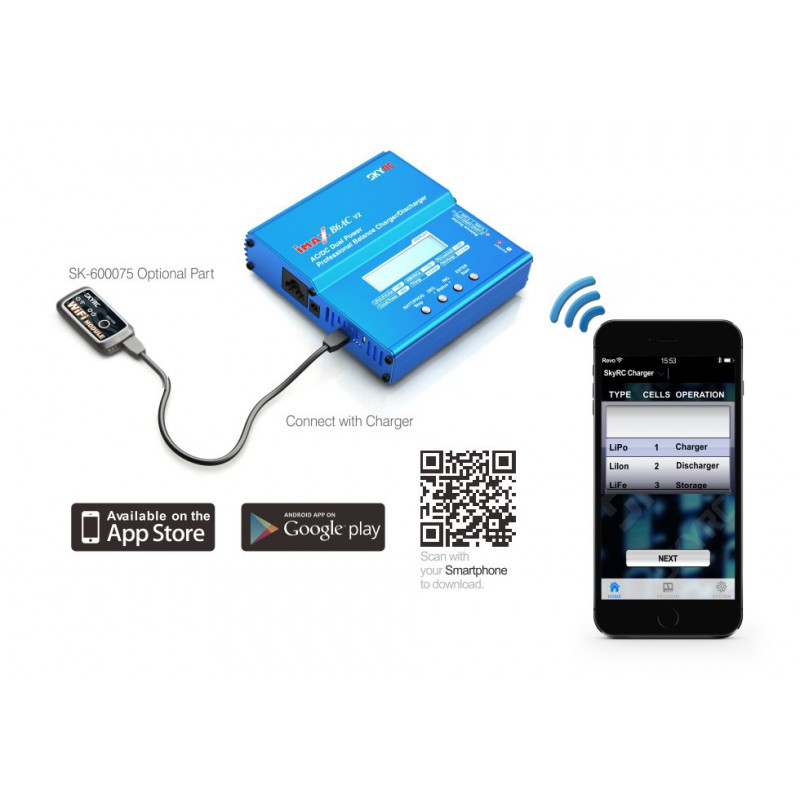 SKYRC
iMAX B6AC V2
AC/DC Dual Power
Professional Balance Charger/Discharger
SK-600075 Optional Part
SKYRC
WiFi
MODULE
Connect with Charger
Available on the
App Store
ANDROID APP ON
Google play
Scan with
your Smartphone
to download.
Revo 15:53
SkyRC Charger
TYPE CELLS OPERATION
LiPo 1 Charger
LiIon 2 Discharger
LiFe 3 Storage
NEXT
HOME